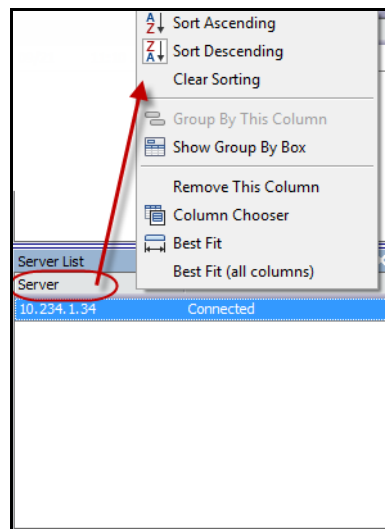 Sort Ascending
Sort Descending
Clear Sorting
Group By This Column
Show Group By Box
Remove This Column
Column Chooser
Best Fit
Best Fit (all columns)
Server List
Server
10.234.1.34 Connected